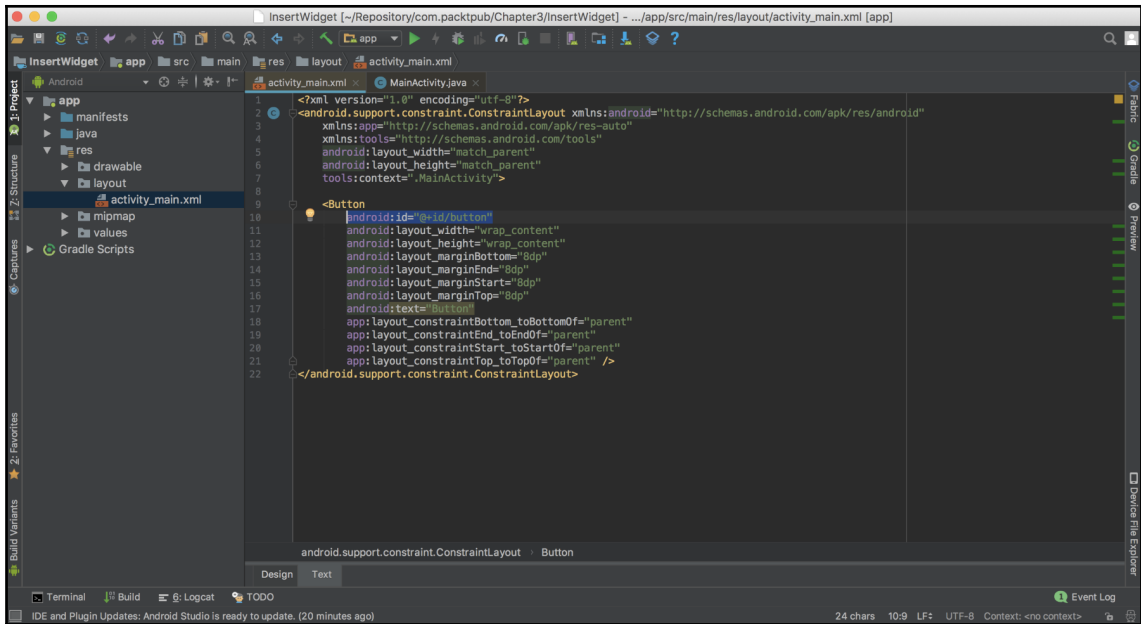 InsertWidget [~/Repository/com.packtpub/Chapter3/InsertWidget] - .../app/src/main/res/layout/activity_main.xml [app]
app
InsertWidget app src main res layout activity_main.xml
Android
activity_main.xml
MainActivity.java
1: Project
Z: Structure
Captures
2: Favorites
Build Variants
app
manifests
java
res
drawable
layout
activity_main.xml
mipmap
values
Gradle Scripts
1 <?xml version="1.0" encoding="utf-8"?>
2 <android.support.constraint.ConstraintLayout xmlns:android="http://schemas.android.com/apk/res/android"
3 xmlns:app="http://schemas.android.com/apk/res-auto"
4 xmlns:tools="http://schemas.android.com/tools"
5 android:layout_width="match_parent"
6 android:layout_height="match_parent"
7 tools:context=".MainActivity">
8
9 <Button
10 android:id="@+id/button"
11 android:layout_width="wrap_content"
12 android:layout_height="wrap_content"
13 android:layout_marginBottom="8dp"
14 android:layout_marginEnd="8dp"
15 android:layout_marginStart="8dp"
16 android:layout_marginTop="8dp"
17 android:text="Button"
18 app:layout_constraintBottom_toBottomOf="parent"
19 app:layout_constraintEnd_toEndOf="parent"
20 app:layout_constraintStart_toStartOf="parent"
21 app:layout_constraintTop_toTopOf="parent" />
22 </android.support.constraint.ConstraintLayout>
Fabric
Gradle
Preview
Device File Explorer
android.support.constraint.ConstraintLayout › Button
Design Text
Terminal Build 6: Logcat TODO
1 Event Log
IDE and Plugin Updates: Android Studio is ready to update. (20 minutes ago)
24 chars 10:9 LF÷ UTF-8 Context: <no context>